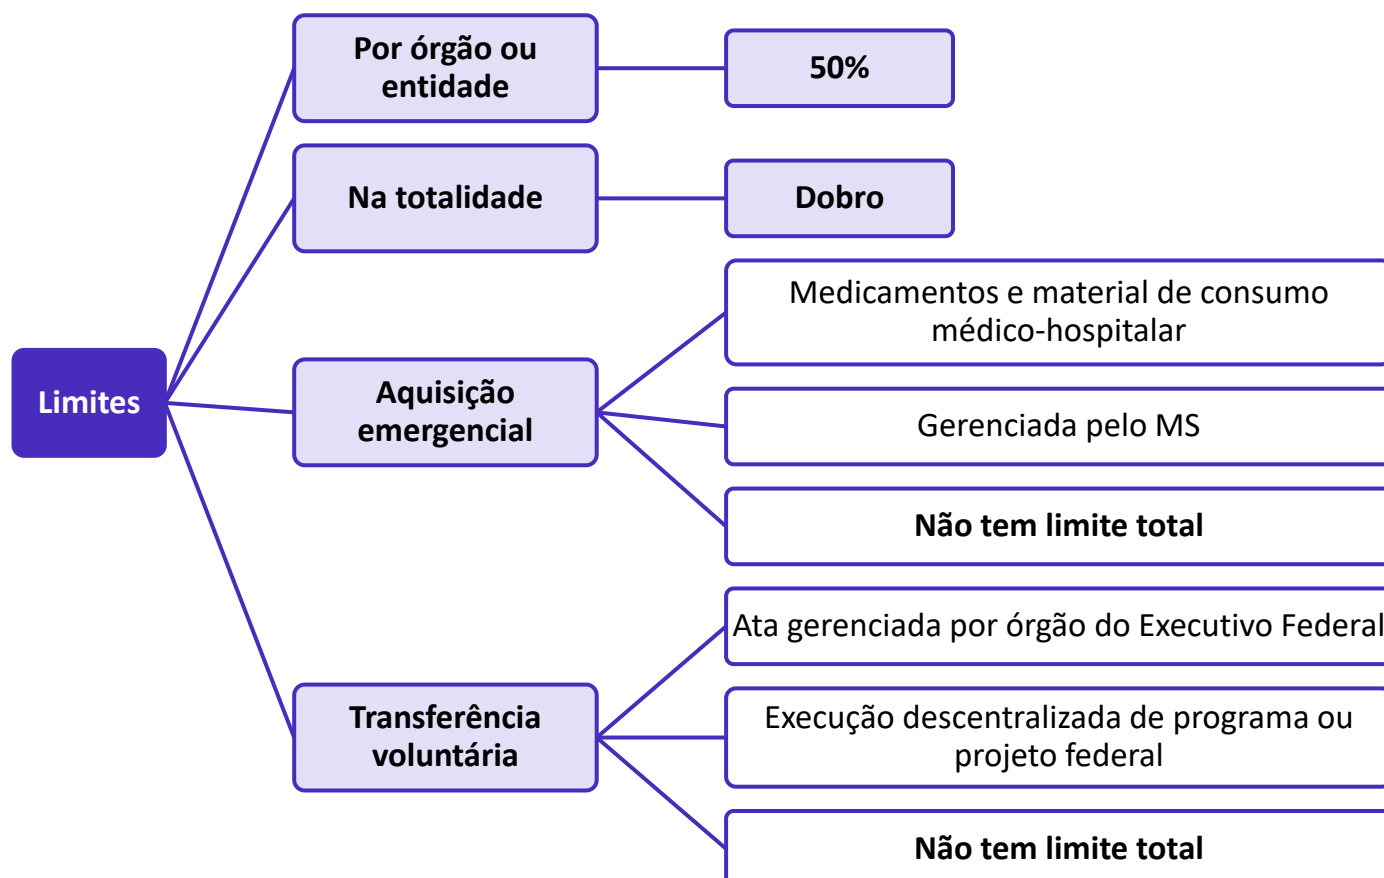 Limites
Por órgão ou
entidade
50%
Na totalidade
Dobro
Aquisição
emergencial
Medicamentos e material de consumo
médico-hospitalar
Gerenciada pelo MS
Não tem limite total
Transferência
voluntária
Ata gerenciada por órgão do Executivo Federal
Execução descentralizada de programa ou
projeto federal
Não tem limite total